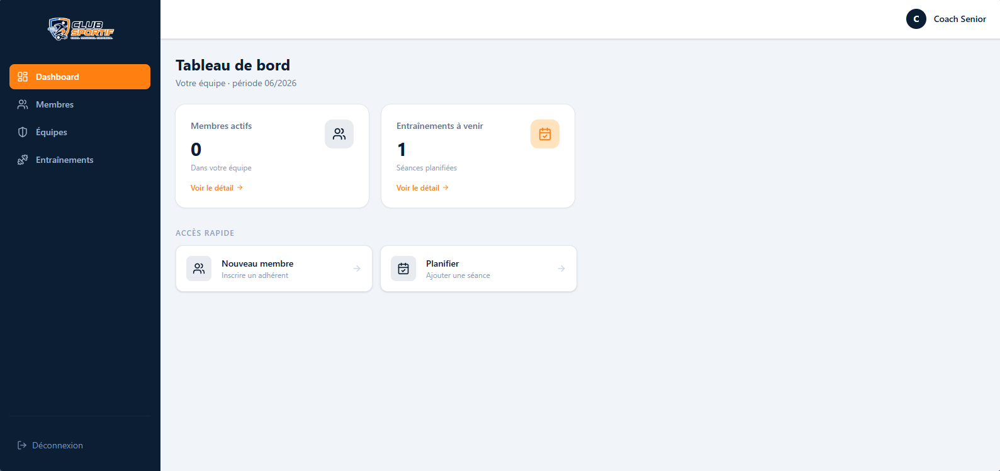 CLUB
SPORTIF
C
Coach Senior
Dashboard
Membres
Équipes
Entraînements
Déconnexion
Tableau de bord
Votre équipe · période 06/2026
Membres actifs
0
Dans votre équipe
Voir le détail →
Entraînements à venir
1
Séances planifiées
Voir le détail →
ACCÈS RAPIDE
Nouveau membre
Inscrire un adhérent
Planifier
Ajouter une séance